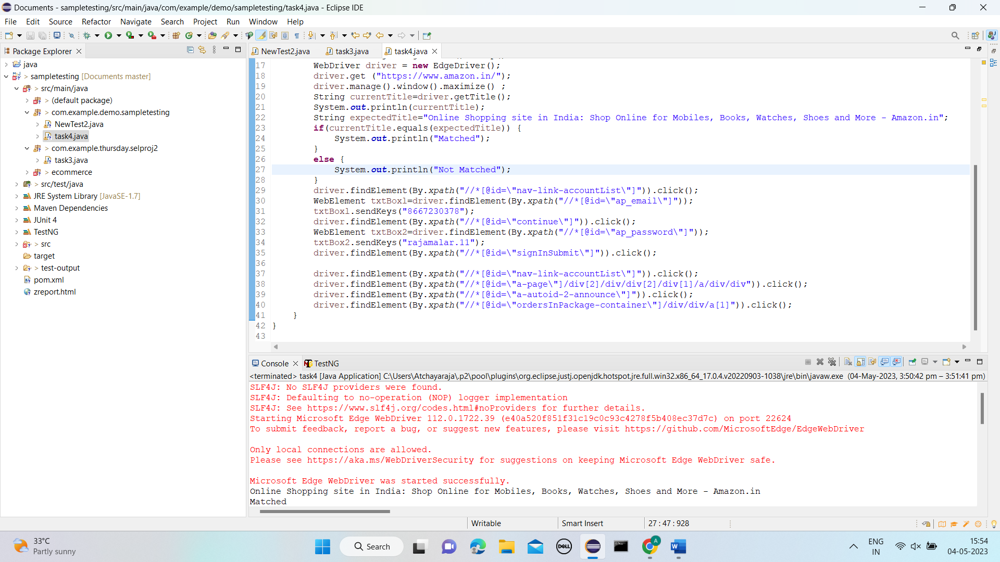 Documents - sampletesting/src/main/java/com/example/demo/sampletesting/task4.java - Eclipse IDE
File Edit Source Refactor Navigate Search Project Run Window Help
Package Explorer
java
> sampletesting [Documents master]
> src/main/java
> (default package)
> com.example.demo.sampletesting
NewTest2.java
task4.java
> com.example.thursday.selproj2
task3.java
> ecommerce
> src/test/java
JRE System Library [JavaSE-1.7]
Maven Dependencies
JUnit 4
TestNG
> src
target
> test-output
pom.xml
zreport.html
NewTest2.java task3.java task4.java
17 WebDriver driver = new EdgeDriver();
18 driver.get ("https://www.amazon.in/");
19 driver.manage().window().maximize() ;
20 String currentTitle=driver.getTitle();
21 System.out.println(currentTitle);
22 String expectedTitle="Online Shopping site in India: Shop Online for Mobiles, Books, Watches, Shoes and More - Amazon.in";
23 if(currentTitle.equals(expectedTitle)) {
24 System.out.println("Matched");
25 }
26 else {
27 System.out.println("Not Matched");
28 }
29 driver.findElement(By.xpath("//*[@id=\"nav-link-accountList\"]")).click();
30 WebElement txtBox1=driver.findElement(By.xpath("//*[@id=\"ap_email\"]"));
31 txtBox1.sendKeys("8667230378");
32 driver.findElement(By.xpath("//*[@id=\"continue\"]")).click();
33 WebElement txtBox2=driver.findElement(By.xpath("//*[@id=\"ap_password\"]"));
34 txtBox2.sendKeys("rajamalar.11");
35 driver.findElement(By.xpath("//*[@id=\"signInSubmit\"]")).click();
36
37 driver.findElement(By.xpath("//*[@id=\"nav-link-accountList\"]")).click();
38 driver.findElement(By.xpath("//*[@id=\"a-page\"]/div[2]/div/div[2]/div[1]/a/div/div")).click();
39 driver.findElement(By.xpath("//*[@id=\"a-autoid-2-announce\"]")).click();
40 driver.findElement(By.xpath("//*[@id=\"ordersInPackage-container\"]/div/div/a[1]")).click();
41 }
42 }
43
Console TestNG
<terminated> task4 [Java Application] C:\Users\Atchayaraja\.p2\pool\plugins\org.eclipse.justj.openjdk.hotspot.jre.full.win32.x86_64_17.0.4.v20220903-1038\jre\bin\javaw.exe (04-May-2023, 3:50:42 pm – 3:51:41 pm)
SLF4J: No SLF4J providers were found.
SLF4J: Defaulting to no-operation (NOP) logger implementation
SLF4J: See https://www.slf4j.org/codes.html#noProviders for further details.
Starting Microsoft Edge WebDriver 112.0.1722.39 (e40a520f851f31c19c0c93c4278f5b408ec37d7c) on port 22624
To submit feedback, report a bug, or suggest new features, please visit https://github.com/MicrosoftEdge/EdgeWebDriver
Only local connections are allowed.
Please see https://aka.ms/WebDriverSecurity for suggestions on keeping Microsoft Edge WebDriver safe.
Microsoft Edge WebDriver was started successfully.
Online Shopping site in India: Shop Online for Mobiles, Books, Watches, Shoes and More - Amazon.in
Matched
Writable Smart Insert 27 : 47 : 928
33°C
Partly sunny
Search
DELL
A
W
ENG
IN
15:54
04-05-2023